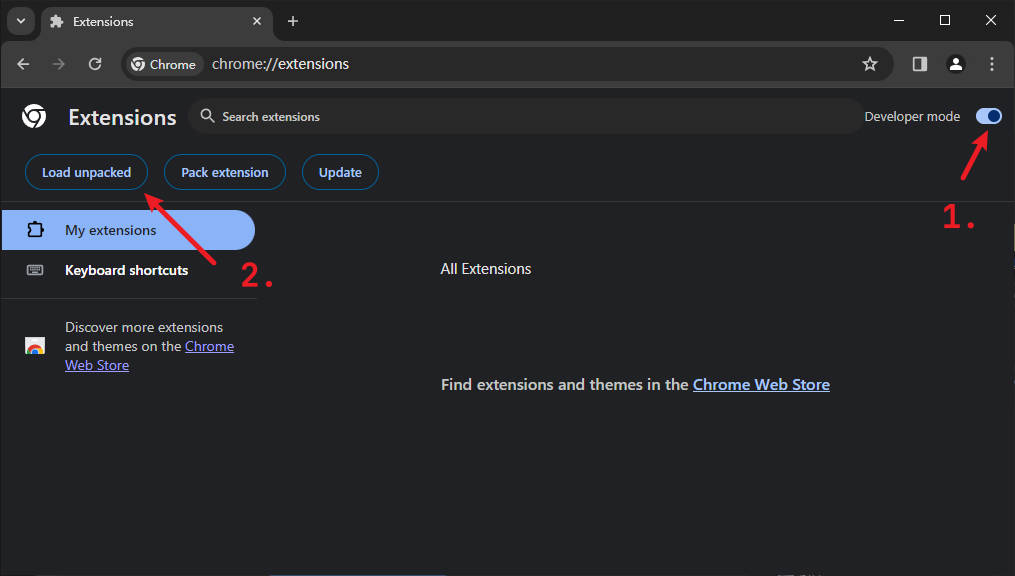 Extensions
Chrome
chrome://extensions
Extensions
Search extensions
Developer mode
Load unpacked
Pack extension
Update
1.
My extensions
Keyboard shortcuts
2.
All Extensions
Discover more extensions
and themes on the Chrome
Web Store
Find extensions and themes in the Chrome Web Store